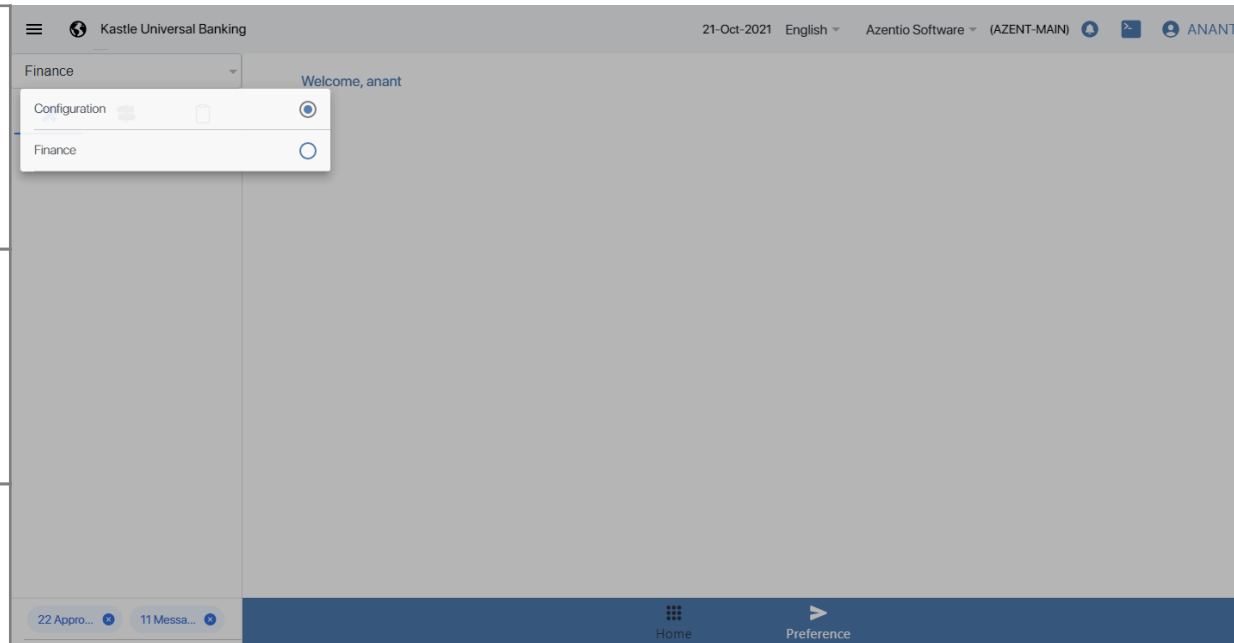 Kastle Universal Banking 21-Oct-2021 English Azentio Software (AZENT-MAIN) ANANT
Finance
Welcome, anant
Configuration
Finance
22 Appro... 11 Messa...
Home Preference